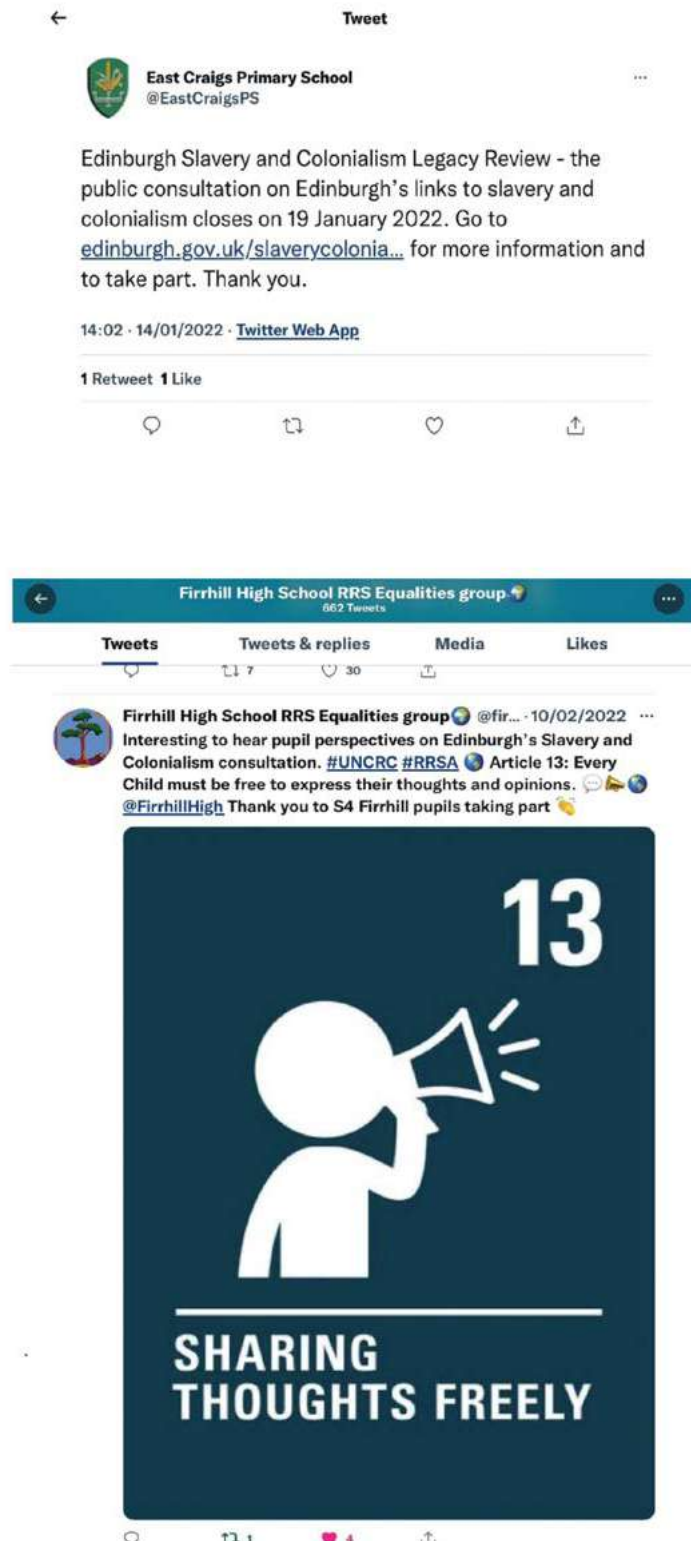 Tweet
East Craigs Primary School
@EastCraigsPS
Edinburgh Slavery and Colonialism Legacy Review - the
public consultation on Edinburgh's links to slavery and
colonialism closes on 19 January 2022. Go to
edinburgh.gov.uk/slaverycolonia... for more information and
to take part. Thank you.
14:02 · 14/01/2022 · Twitter Web App
1 Retweet 1 Like
Firrhill High School RRS Equalities group🌍
662 Tweets
Tweets Tweets & replies Media Likes
7 30
Firrhill High School RRS Equalities group🌍 @fir... · 10/02/2022
Interesting to hear pupil perspectives on Edinburgh's Slavery and
Colonialism consultation. #UNCRC #RRSA 🌎 Article 13: Every
Child must be free to express their thoughts and opinions. 💬📣🌎
@FirrhillHigh Thank you to S4 Firrhill pupils taking part 👏
13
SHARING
THOUGHTS FREELY
1 4